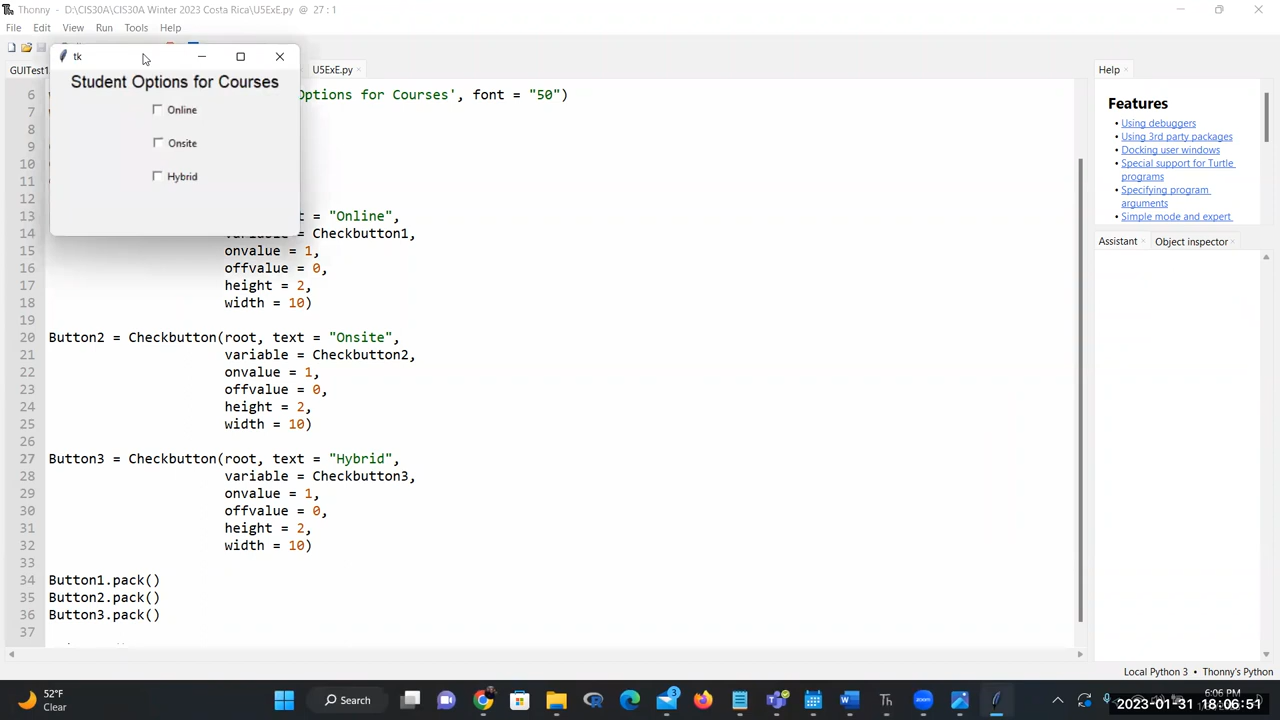 Thonny - D:\CIS30A\CIS30A Winter 2023 Costa Rica\U5ExE.py @ 27 : 1
File Edit View Run Tools Help
tk
Student Options for Courses
Online
Onsite
Hybrid
GUITest1
U5ExE.py
6 Options for Courses', font = "50")
7
8
9
10
11
12
13 = "Online",
14 = Checkbutton1,
15 onvalue = 1,
16 offvalue = 0,
17 height = 2,
18 width = 10)
19
20 Button2 = Checkbutton(root, text = "Onsite",
21 variable = Checkbutton2,
22 onvalue = 1,
23 offvalue = 0,
24 height = 2,
25 width = 10)
26
27 Button3 = Checkbutton(root, text = "Hybrid",
28 variable = Checkbutton3,
29 onvalue = 1,
30 offvalue = 0,
31 height = 2,
32 width = 10)
33
34 Button1.pack()
35 Button2.pack()
36 Button3.pack()
37
Help
Features
Using debuggers
Using 3rd party packages
Docking user windows
Special support for Turtle
programs
Specifying program
arguments
Simple mode and expert
Assistant
Object inspector
Local Python 3 • Thonny's Python
52°F
Clear
Search
3
6:06 PM
2023-01-31 18:06:51